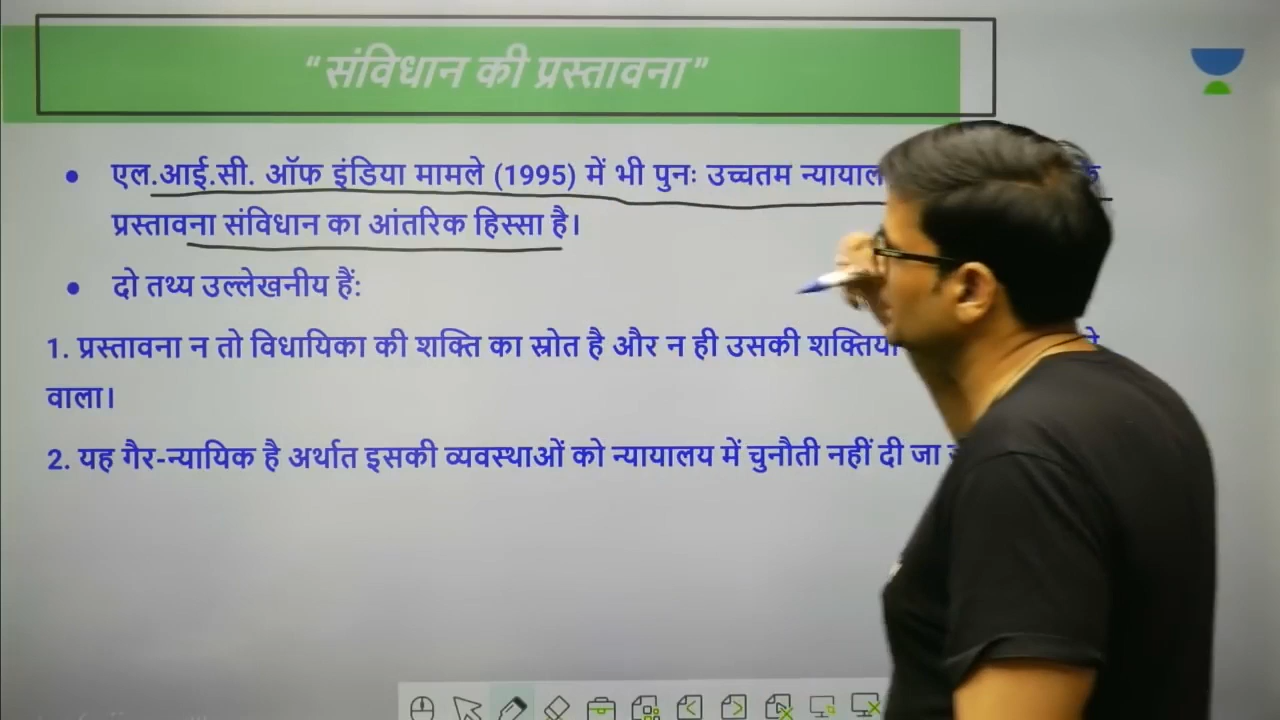 "संविधान की प्रस्तावना"
• एल.आई.सी. ऑफ इंडिया मामले (1995) में भी पुनः उच्चतम
प्रस्तावना संविधान का आंतरिक हिस्सा है।
• दो तथ्य उल्लेखनीय हैं:
1. प्रस्तावना न तो विधायिका की शक्ति का स्रोत है और न ही उसकी
वाला।
2. यह गैर-न्यायिक है अर्थात इसकी व्यवस्थाओं को न्यायालय में चुनौती नहीं दी जा